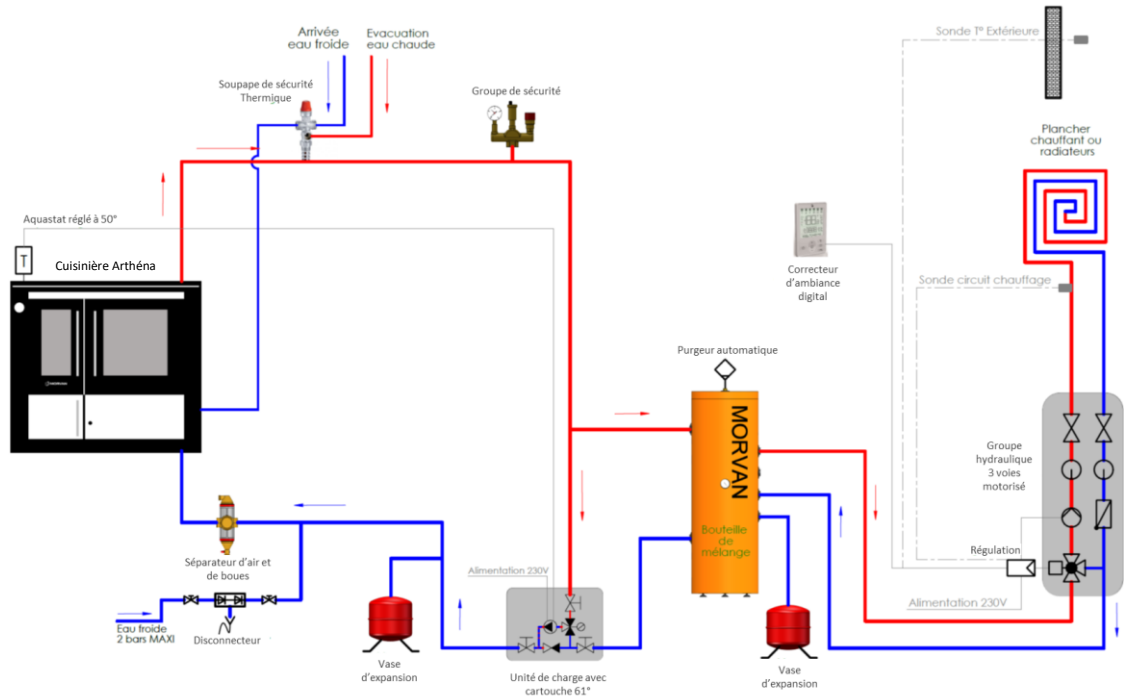 Arrivée
eau froide
Evacuation
eau chaude
Sonde T° Extérieure
Soupape de sécurité
Thermique
Groupe de sécurité
Plancher
chauffant ou
radiateurs
Aquastat réglé à 50°
T
Cuisinière Arthéna
Correcteur
d'ambiance
digital
Sonde circuit chauffage
Purgeur automatique
MORVAN
Groupe
hydraulique
3 voies
motorisé
Bouteille
de
mélange
Séparateur d'air et
de boues
Alimentation 230V
Régulation
Alimentation 230V
Eau froide
2 bars MAXI
Disconnecteur
Vase
d'expansion
Unité de charge avec
cartouche 61°
Vase
d'expansion